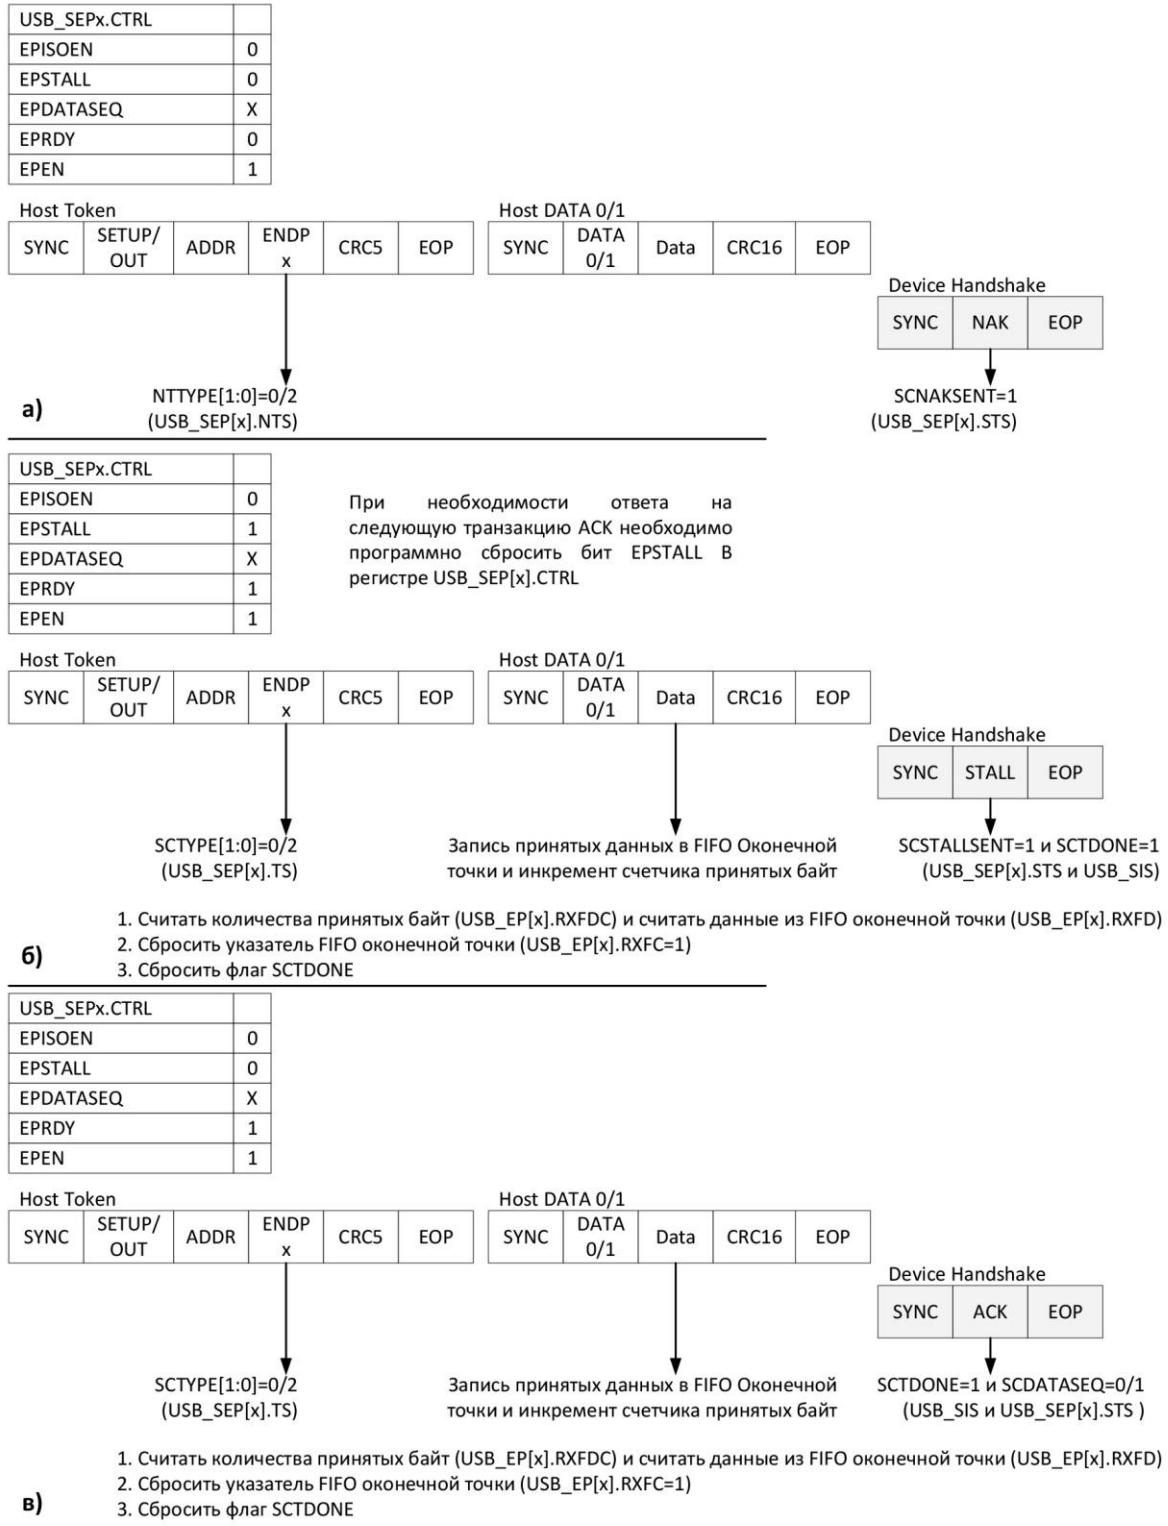 USB_SEPx.CTRL
EPISOEN 0
EPSTALL 0
EPDATASEQ X
EPRDY 0
EPEN 1
Host Token
SYNC SETUP/OUT ADDR ENDP x CRC5 EOP
Host DATA 0/1
SYNC DATA 0/1 Data CRC16 EOP
Device Handshake
SYNC NAK EOP
NTTYPE[1:0]=0/2
(USB_SEP[x].NTS)
SCNAKSENT=1
(USB_SEP[x].STS)
а)
USB_SEPx.CTRL
EPISOEN 0
EPSTALL 1
EPDATASEQ X
EPRDY 1
EPEN 1
При необходимости ответа на
следующую транзакцию ACK необходимо
программно сбросить бит EPSTALL В
регистре USB_SEP[x].CTRL
Host Token
SYNC SETUP/OUT ADDR ENDP x CRC5 EOP
Host DATA 0/1
SYNC DATA 0/1 Data CRC16 EOP
Device Handshake
SYNC STALL EOP
SCTYPE[1:0]=0/2
(USB_SEP[x].TS)
Запись принятых данных в FIFO Оконечной
точки и инкремент счетчика принятых байт
SCSTALLSENT=1 и SCTDONE=1
(USB_SEP[x].STS и USB_SIS)
1. Считать количества принятых байт (USB_EP[x].RXFDC) и считать данные из FIFO оконечной точки (USB_EP[x].RXFD)
2. Сбросить указатель FIFO оконечной точки (USB_EP[x].RXFC=1)
3. Сбросить флаг SCTDONE
б)
USB_SEPx.CTRL
EPISOEN 0
EPSTALL 0
EPDATASEQ X
EPRDY 1
EPEN 1
Host Token
SYNC SETUP/OUT ADDR ENDP x CRC5 EOP
Host DATA 0/1
SYNC DATA 0/1 Data CRC16 EOP
Device Handshake
SYNC ACK EOP
SCTYPE[1:0]=0/2
(USB_SEP[x].TS)
Запись принятых данных в FIFO Оконечной
точки и инкремент счетчика принятых байт
SCTDONE=1 и SCDATASEQ=0/1
(USB_SIS и USB_SEP[x].STS )
1. Считать количества принятых байт (USB_EP[x].RXFDC) и считать данные из FIFO оконечной точки (USB_EP[x].RXFD)
2. Сбросить указатель FIFO оконечной точки (USB_EP[x].RXFC=1)
3. Сбросить флаг SCTDONE
в)